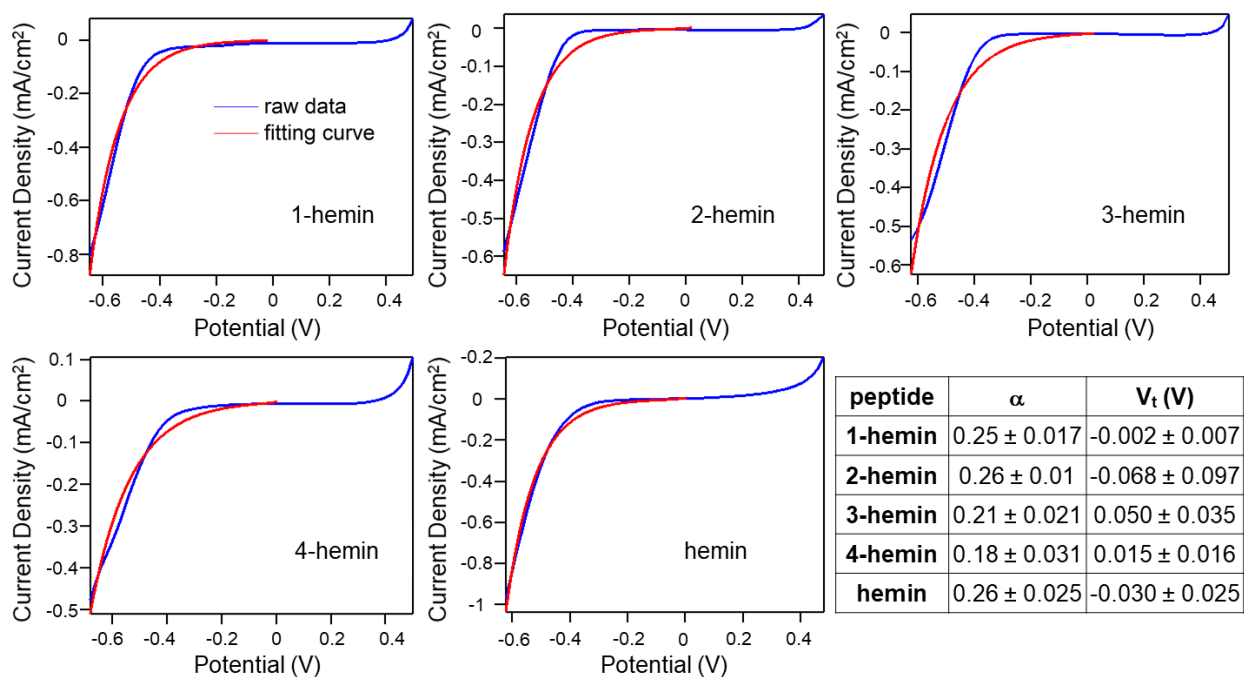 Current Density (mA/cm²)
0
-0.2
-0.4
-0.6
-0.8
raw data
fitting curve
1-hemin
-0.6 -0.4 -0.2 0 0.2 0.4
Potential (V)
Current Density (mA/cm²)
0
-0.1
-0.2
-0.3
-0.4
-0.5
-0.6
2-hemin
-0.6 -0.4 -0.2 0 0.2 0.4
Potential (V)
Current Density (mA/cm²)
0
-0.1
-0.2
-0.3
-0.4
-0.5
-0.6
3-hemin
-0.6 -0.4 -0.2 0 0.2 0.4
Potential (V)
Current Density (mA/cm²)
0.1
0
-0.1
-0.2
-0.3
-0.4
-0.5
4-hemin
-0.6 -0.4 -0.2 0 0.2 0.4
Potential (V)
Current Density (mA/cm²)
-0.2
0
-0.2
-0.4
-0.6
-0.8
-1
hemin
-0.6 -0.4 -0.2 0 0.2 0.4
Potential (V)
peptide α Vt (V)
1-hemin 0.25 ± 0.017 -0.002 ± 0.007
2-hemin 0.26 ± 0.01 -0.068 ± 0.097
3-hemin 0.21 ± 0.021 0.050 ± 0.035
4-hemin 0.18 ± 0.031 0.015 ± 0.016
hemin 0.26 ± 0.025 -0.030 ± 0.025